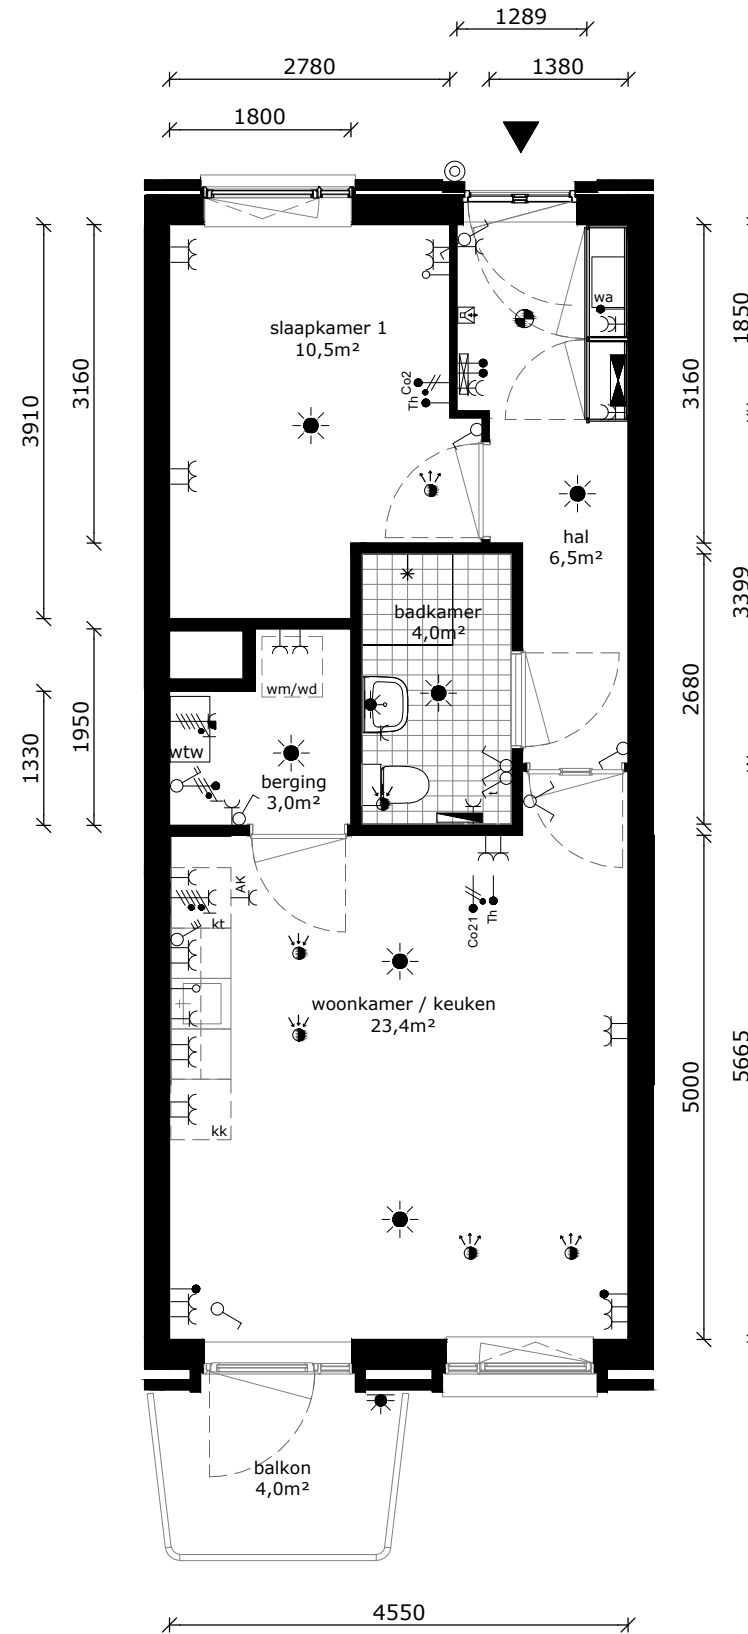 1289
2780
1380
1800
slaapkamer 1
10,5m²
wa
1850
3160
3910
3160
Co2
Th
hal
6,5m²
badkamer
4,0m²
3399
2680
wm/wd
1950
1330
wtw
berging
3,0m²
t
AK
kt
Co21
Th
woonkamer / keuken
23,4m²
5665
5000
kk
balkon
4,0m²
4550